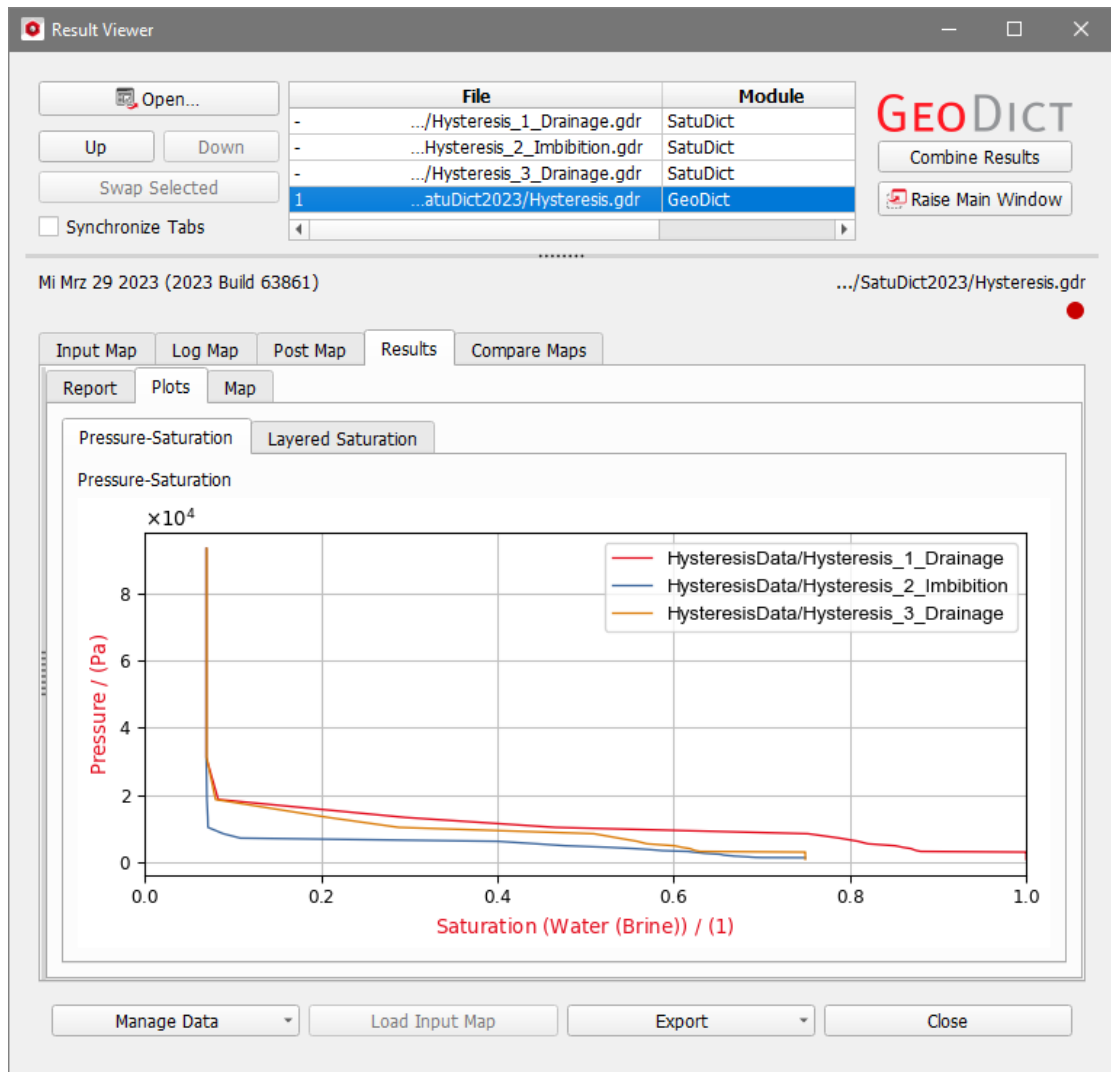 Result Viewer
Open...
Up
Down
Swap Selected
Synchronize Tabs
File Module
- .../Hysteresis_1_Drainage.gdr SatuDict
- ...Hysteresis_2_Imbibition.gdr SatuDict
- .../Hysteresis_3_Drainage.gdr SatuDict
1 ...atuDict2023/Hysteresis.gdr GeoDict
GEODICT
Combine Results
Raise Main Window
Mi Mrz 29 2023 (2023 Build 63861)
.../SatuDict2023/Hysteresis.gdr
Input Map Log Map Post Map Results Compare Maps
Report Plots Map
Pressure-Saturation Layered Saturation
Pressure-Saturation
×10⁴
HysteresisData/Hysteresis_1_Drainage
HysteresisData/Hysteresis_2_Imbibition
HysteresisData/Hysteresis_3_Drainage
Pressure / (Pa)
8
6
4
2
0
0.0 0.2 0.4 0.6 0.8 1.0
Saturation (Water (Brine)) / (1)
Manage Data Load Input Map Export Close